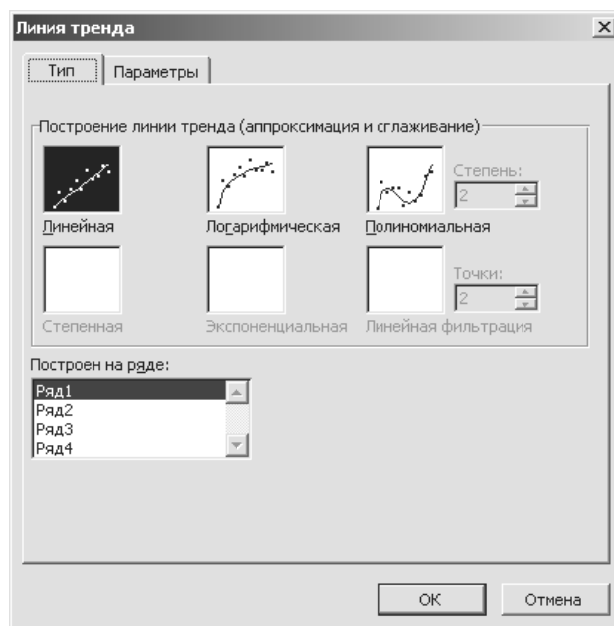 Линия тренда
Тип Параметры
Построение линии тренда (аппроксимация и сглаживание)
Степень:
2
Линейная Логарифмическая Полиномиальная
Точки:
2
Степенная Экспоненциальная Линейная фильтрация
Построен на ряде:
Ряд1
Ряд2
Ряд3
Ряд4
ОК Отмена